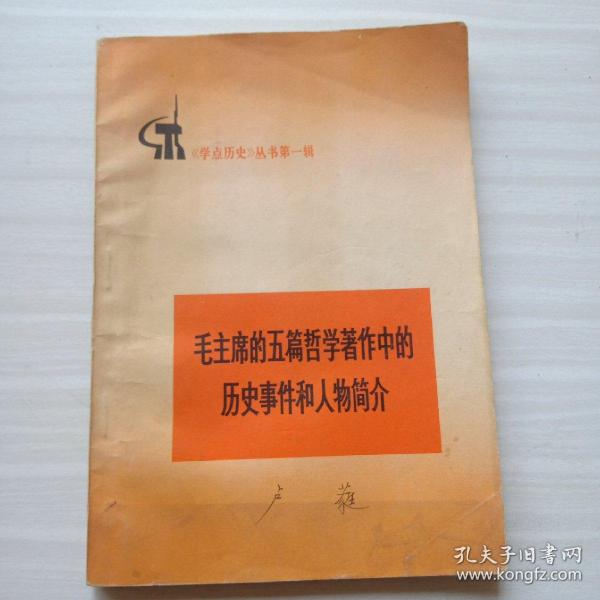 《学点历史》丛书第一辑
毛主席的五篇哲学著作中的
历史事件和人物简介
卢
孔夫子旧书网
www.kongfz.com